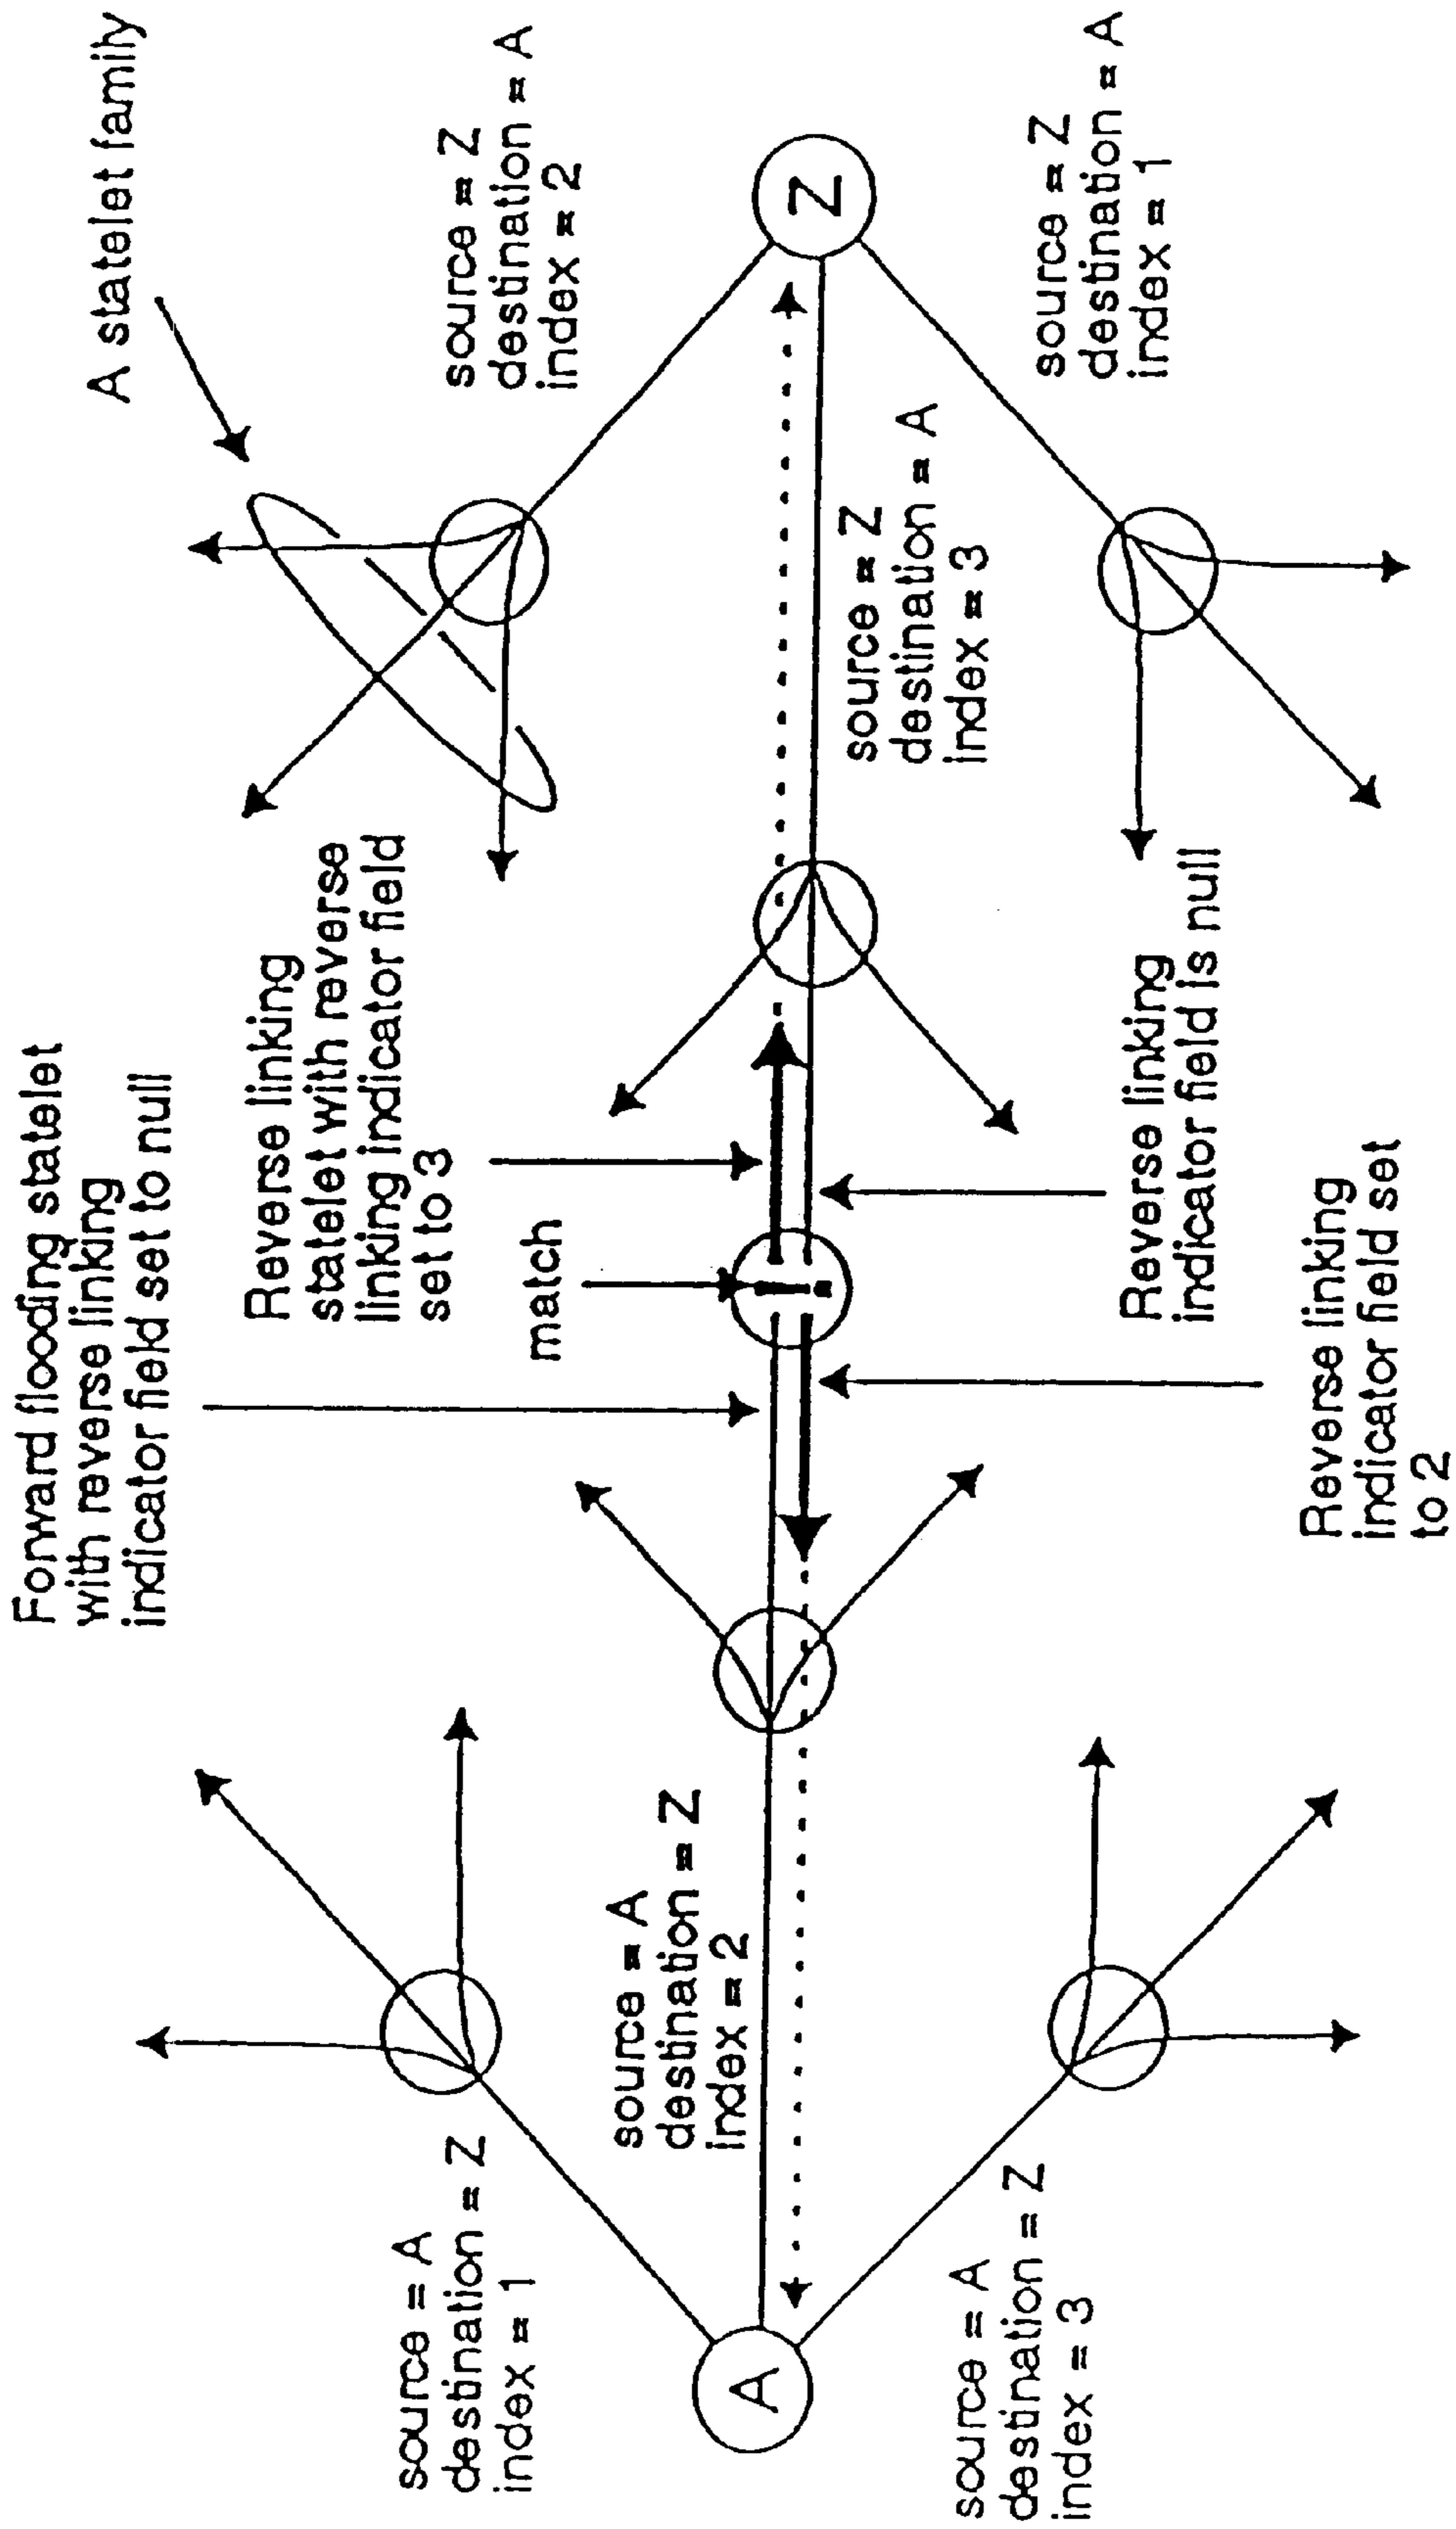 Forward flooding statelet
with reverse linking
indicator field set to null
A statelet family
Reverse linking
statelet with reverse
linking indicator field
set to 3
match
source = A
destination = Z
index = 1
source = Z
destination = A
index = 2
source = A
destination = Z
index = 2
A
Z
source = Z
destination = A
index = 3
source = A
destination = Z
index = 3
source = Z
destination = A
index = 1
Reverse linking
indicator field is null
Reverse linking
indicator field set
to 2